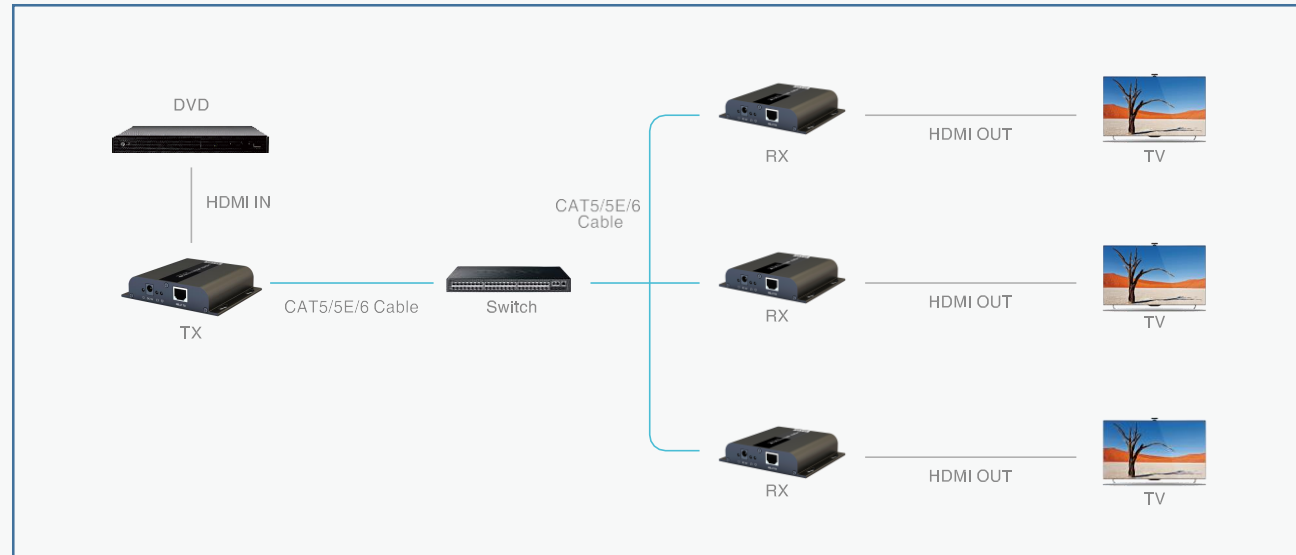 DVD
HDMI IN
TX
CAT5/5E/6 Cable
Switch
CAT5/5E/6
Cable
RX
HDMI OUT
TV
RX
HDMI OUT
TV
RX
HDMI OUT
TV